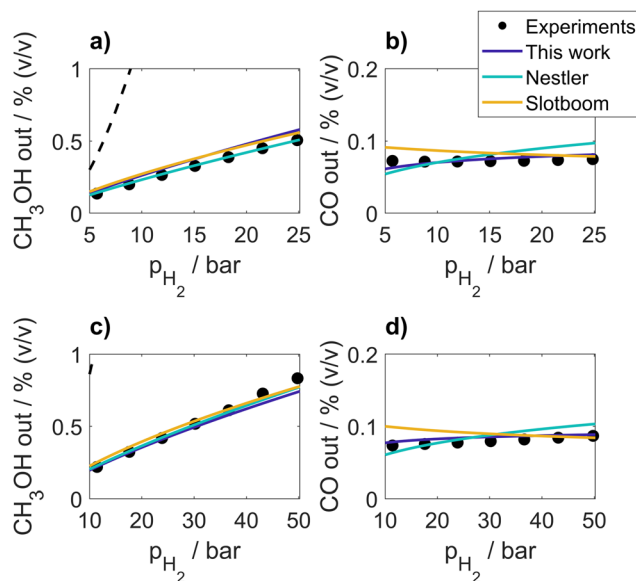 a)
CH3OH out / % (v/v)
1
0.5
0
5 10 15 20 25
pH2 / bar
b)
CO out / % (v/v)
0.2
0.1
0
5 10 15 20 25
pH2 / bar
Experiments
This work
Nestler
Slotboom
c)
CH3OH out / % (v/v)
1
0.5
0
10 20 30 40 50
pH2 / bar
d)
CO out / % (v/v)
0.2
0.1
0
10 20 30 40 50
pH2 / bar